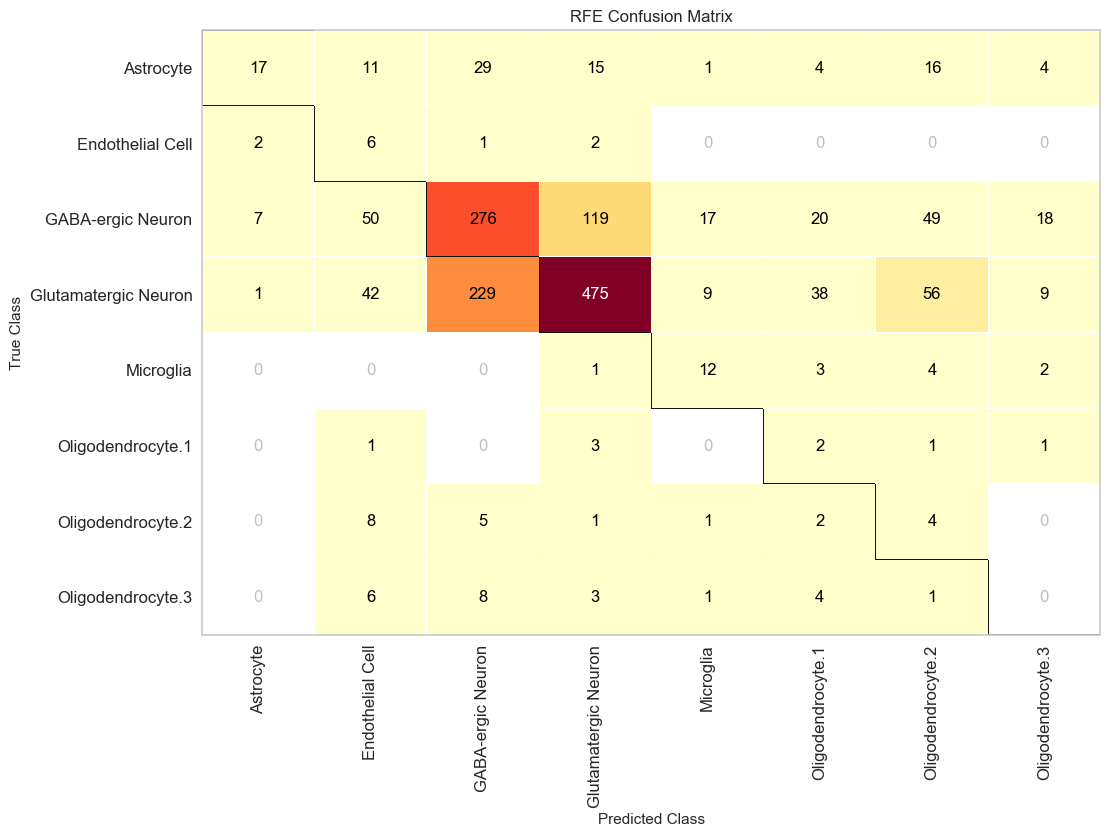 RFE Confusion Matrix
True Class
Astrocyte 17 11 29 15 1 4 16 4
Endothelial Cell 2 6 1 2 0 0 0 0
GABA-ergic Neuron 7 50 276 119 17 20 49 18
Glutamatergic Neuron 1 42 229 475 9 38 56 9
Microglia 0 0 0 1 12 3 4 2
Oligodendrocyte.1 0 1 0 3 0 2 1 1
Oligodendrocyte.2 0 8 5 1 1 2 4 0
Oligodendrocyte.3 0 6 8 3 1 4 1 0
Astrocyte
Endothelial Cell
GABA-ergic Neuron
Glutamatergic Neuron
Microglia
Oligodendrocyte.1
Oligodendrocyte.2
Oligodendrocyte.3
Predicted Class